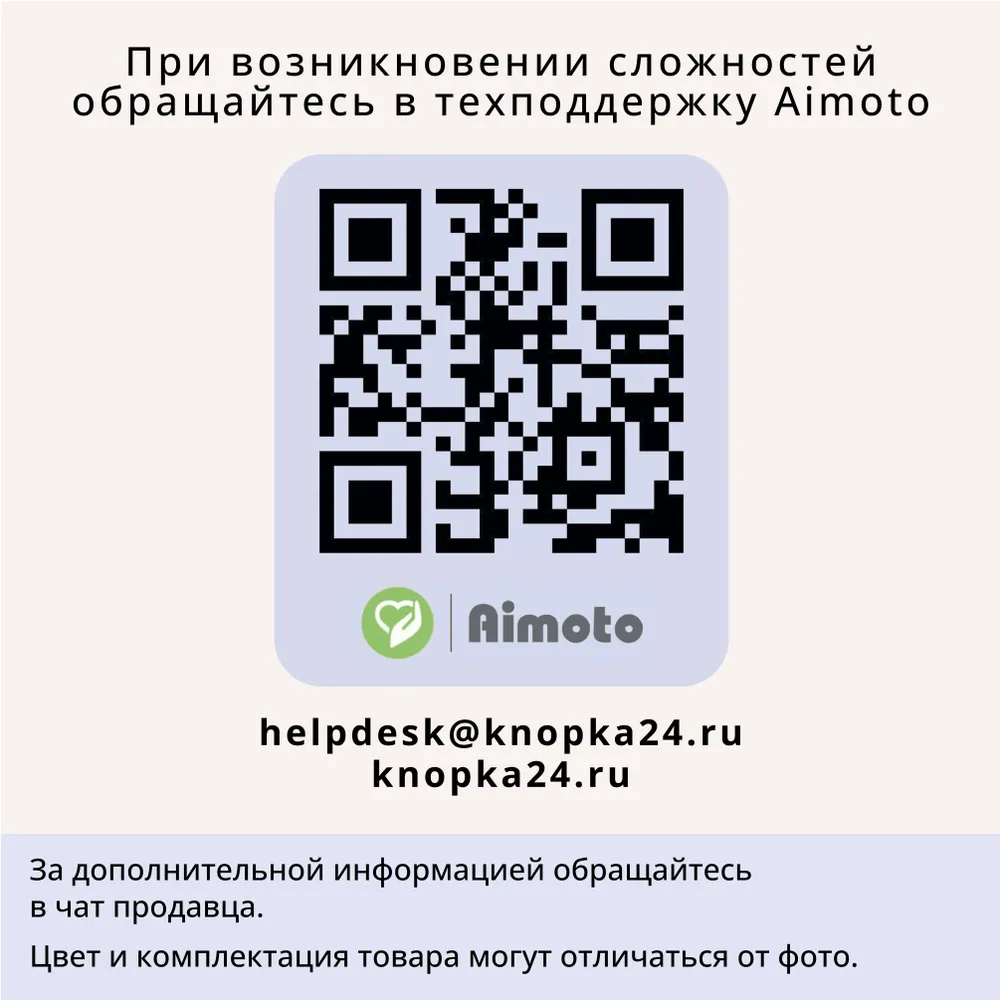 При возникновении сложностей
обращайтесь в техподдержку Aimoto
Aimoto
helpdesk@knopka24.ru
knopka24.ru
За дополнительной информацией обращайтесь
в чат продавца.
Цвет и комплектация товара могут отличаться от фото.